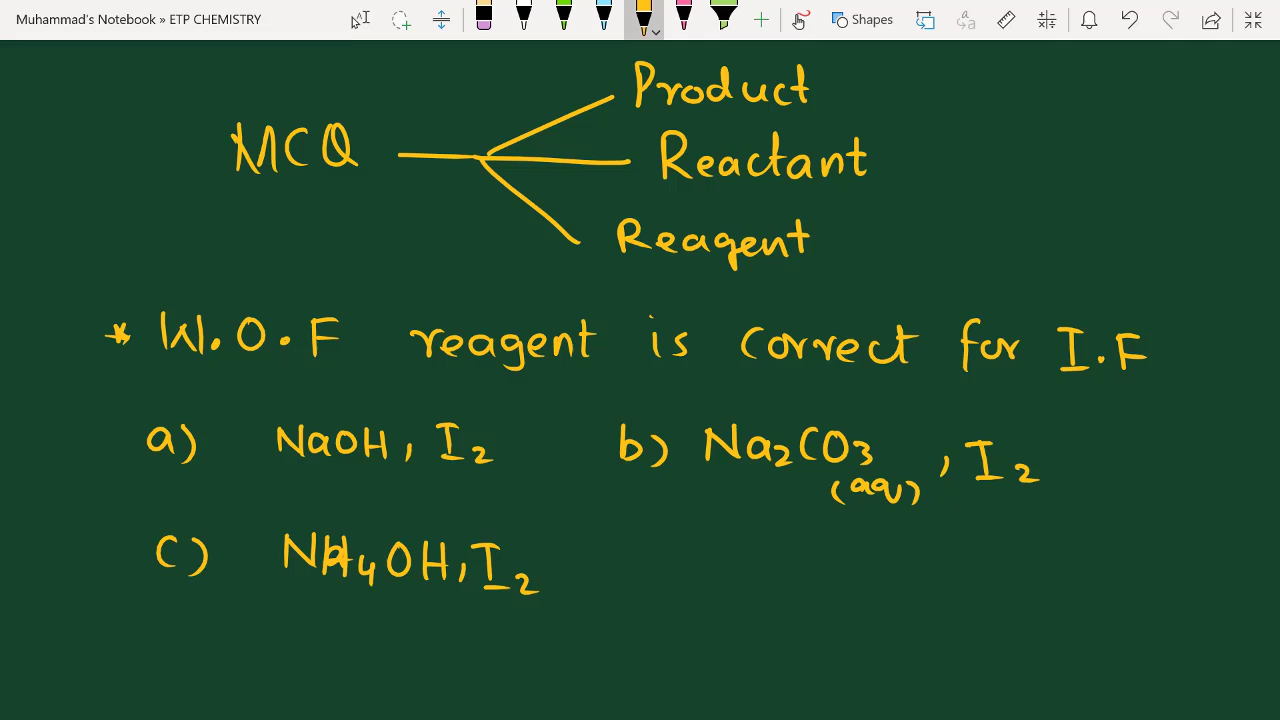 Muhammad's Notebook » ETP CHEMISTRY
Shapes
Product
MCQ
Reactant
Reagent
* W.O.F reagent is correct for I.F
a) NaOH, I2 b) Na2CO3 (aq), I2
c) NH4OH, I2